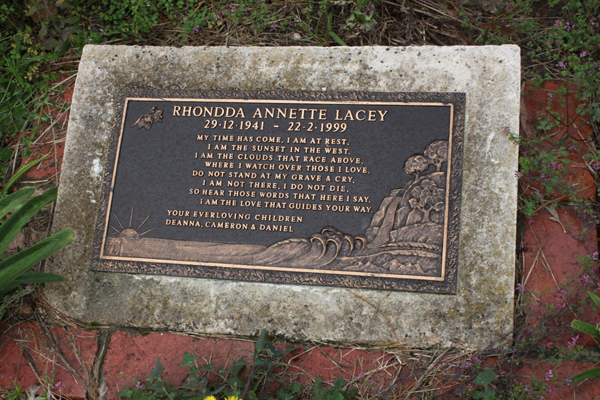 RHONDDA ANNETTE LACEY
29·12·1941 - 22·2·1999
MY TIME HAS COME, I AM AT REST,
I AM THE SUNSET IN THE WEST,
I AM THE CLOUDS THAT RACE ABOVE,
WHERE I WATCH OVER THOSE I LOVE,
DO NOT STAND AT MY GRAVE & CRY,
I AM NOT THERE, I DO NOT DIE,
SO HEAR THOSE WORDS THAT HERE I SAY,
I AM THE LOVE THAT GUIDES YOUR WAY.
YOUR EVERLOVING CHILDREN
DEANNA, CAMERON & DANIEL